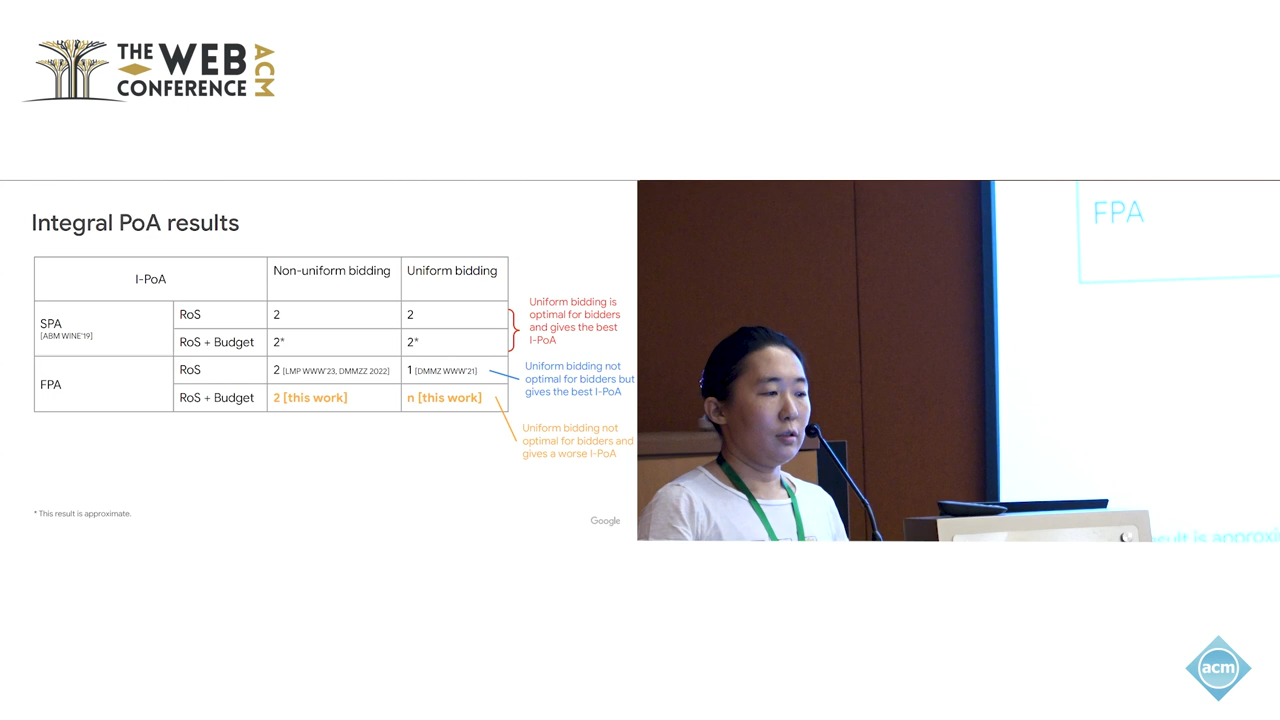 THE WEB CONFERENCE ACM
Integral PoA results
I-PoA
Non-uniform bidding
Uniform bidding
SPA
[ABM WINE'19]
RoS
2
2
RoS + Budget
2*
2*
FPA
RoS
2 [LMP WWW'23, DMMZZ 2022]
1 [DMMZ WWW'21]
RoS + Budget
2 [this work]
n [this work]
Uniform bidding is
optimal for bidders
and gives the best
I-PoA
Uniform bidding not
optimal for bidders but
gives the best I-PoA
Uniform bidding not
optimal for bidders and
gives a worse I-PoA
* This result is approximate.
Google
FPA
result is approxi
acm